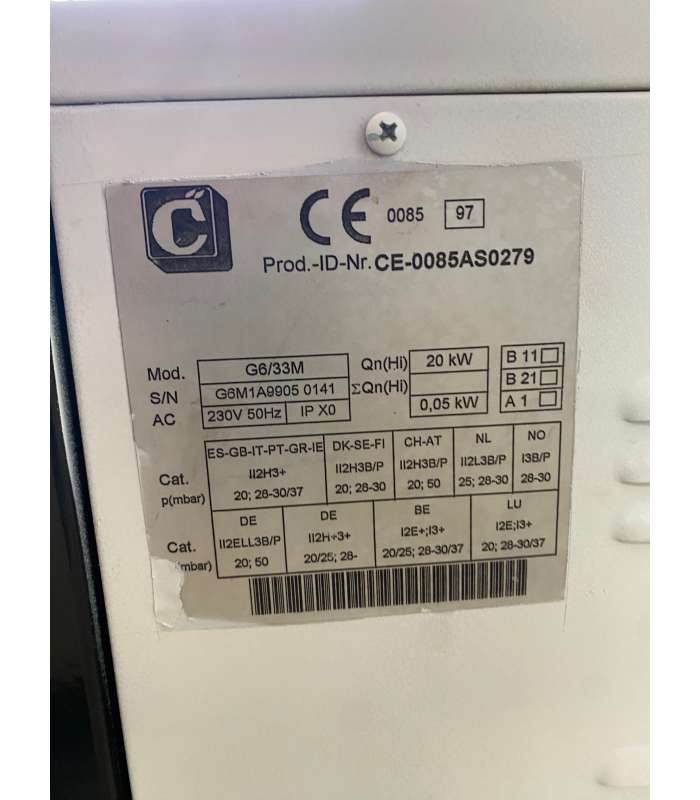 C
CE 0085 97
Prod.-ID-Nr. CE-0085AS0279
Mod. G6/33M Qn(Hi) 20 kW B 11
S/N G6M1A9905 0141 ΣQn(Hi) B 21
AC 230V 50Hz IP X0 0,05 kW A 1
ES-GB-IT-PT-GR-IE DK-SE-FI CH-AT NL NO
Cat. II2H3+ II2H3B/P II2H3B/P II2L3B/P I3B/P
p(mbar) 20; 28-30/37 20; 28-30 20; 50 25; 28-30 28-30
DE DE BE LU
Cat. II2ELL3B/P II2H+3+ I2E+;I3+ I2E;I3+
mbar) 20; 50 20/25; 28- 20/25; 28-30/37 20; 28-30/37